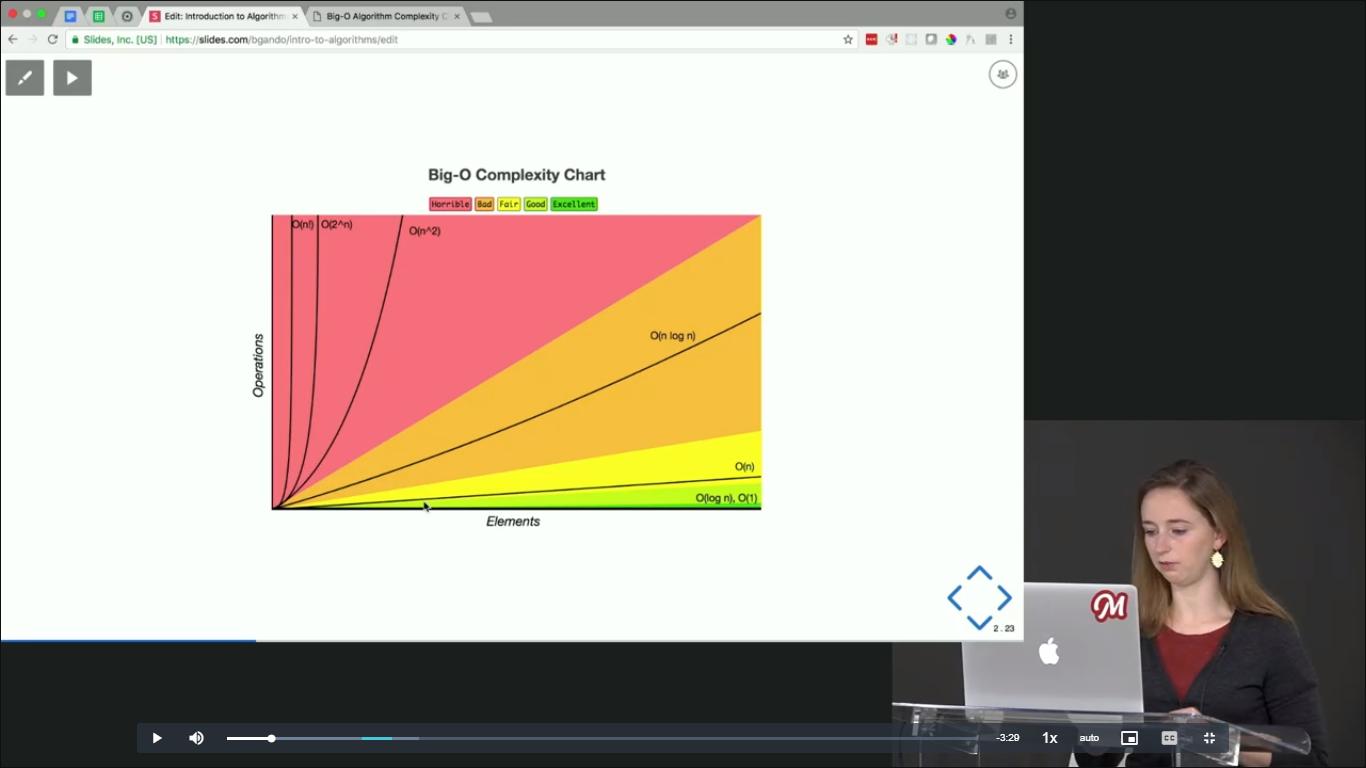 Edit: Introduction to Algorithm
Big-O Algorithm Complexity C
Slides, Inc. [US] https://slides.com/bgando/intro-to-algorithms/edit
Big-O Complexity Chart
Horrible Bad Fair Good Excellent
O(n!) O(2^n) O(n^2)
O(n log n)
Operations
O(n)
O(log n), O(1)
Elements
2.23
M
-3:29 1x auto CC